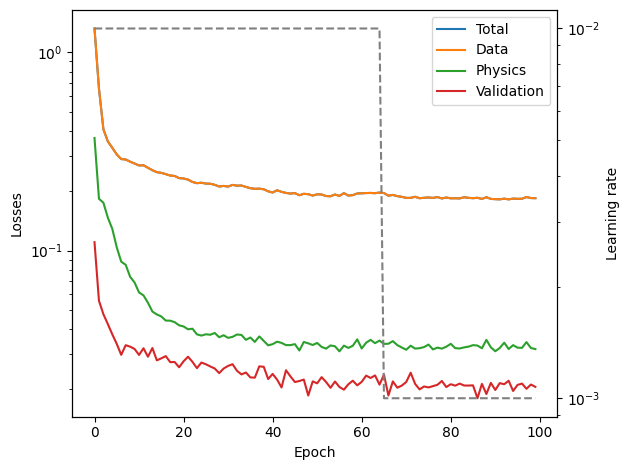 Total
Data
Physics
Validation
10⁰
10⁻¹
10⁻²
10⁻³
Losses
Learning rate
0
20
40
60
80
100
Epoch